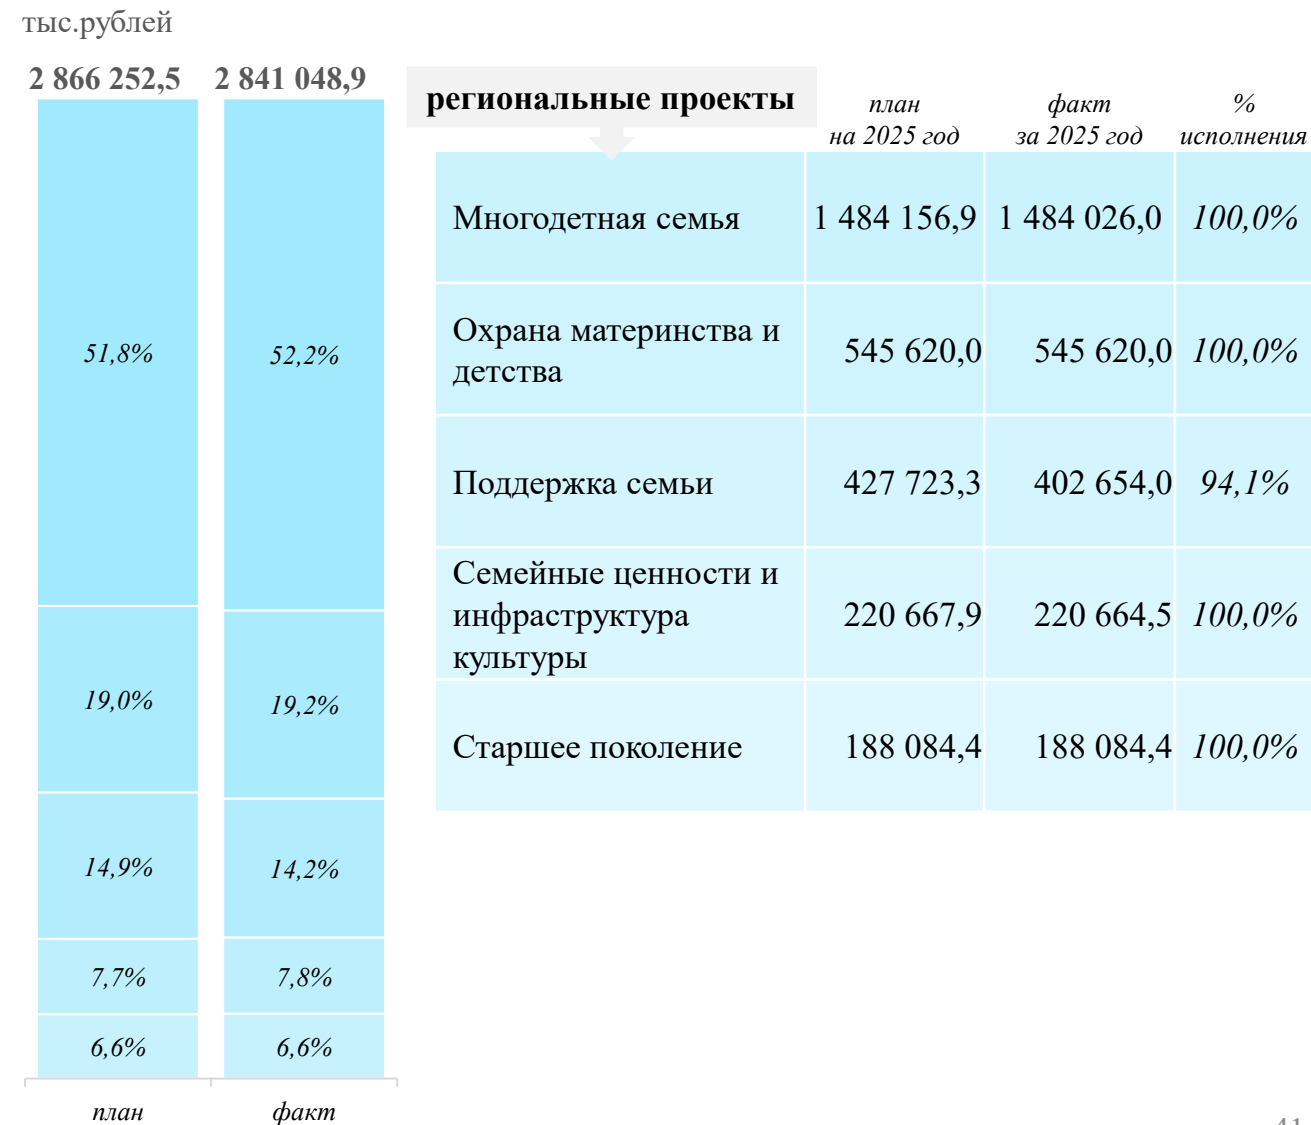 тыс.рублей
2 866 252,5 2 841 048,9
региональные проекты
план на 2025 год
факт за 2025 год
% исполнения
Многодетная семья 1 484 156,9 1 484 026,0 100,0%
Охрана материнства и
детства
545 620,0 545 620,0 100,0%
Поддержка семьи 427 723,3 402 654,0 94,1%
Семейные ценности и
инфраструктура
культуры
220 667,9 220 664,5 100,0%
Старшее поколение 188 084,4 188 084,4 100,0%
51,8% 52,2%
19,0% 19,2%
14,9% 14,2%
7,7% 7,8%
6,6% 6,6%
план факт
41